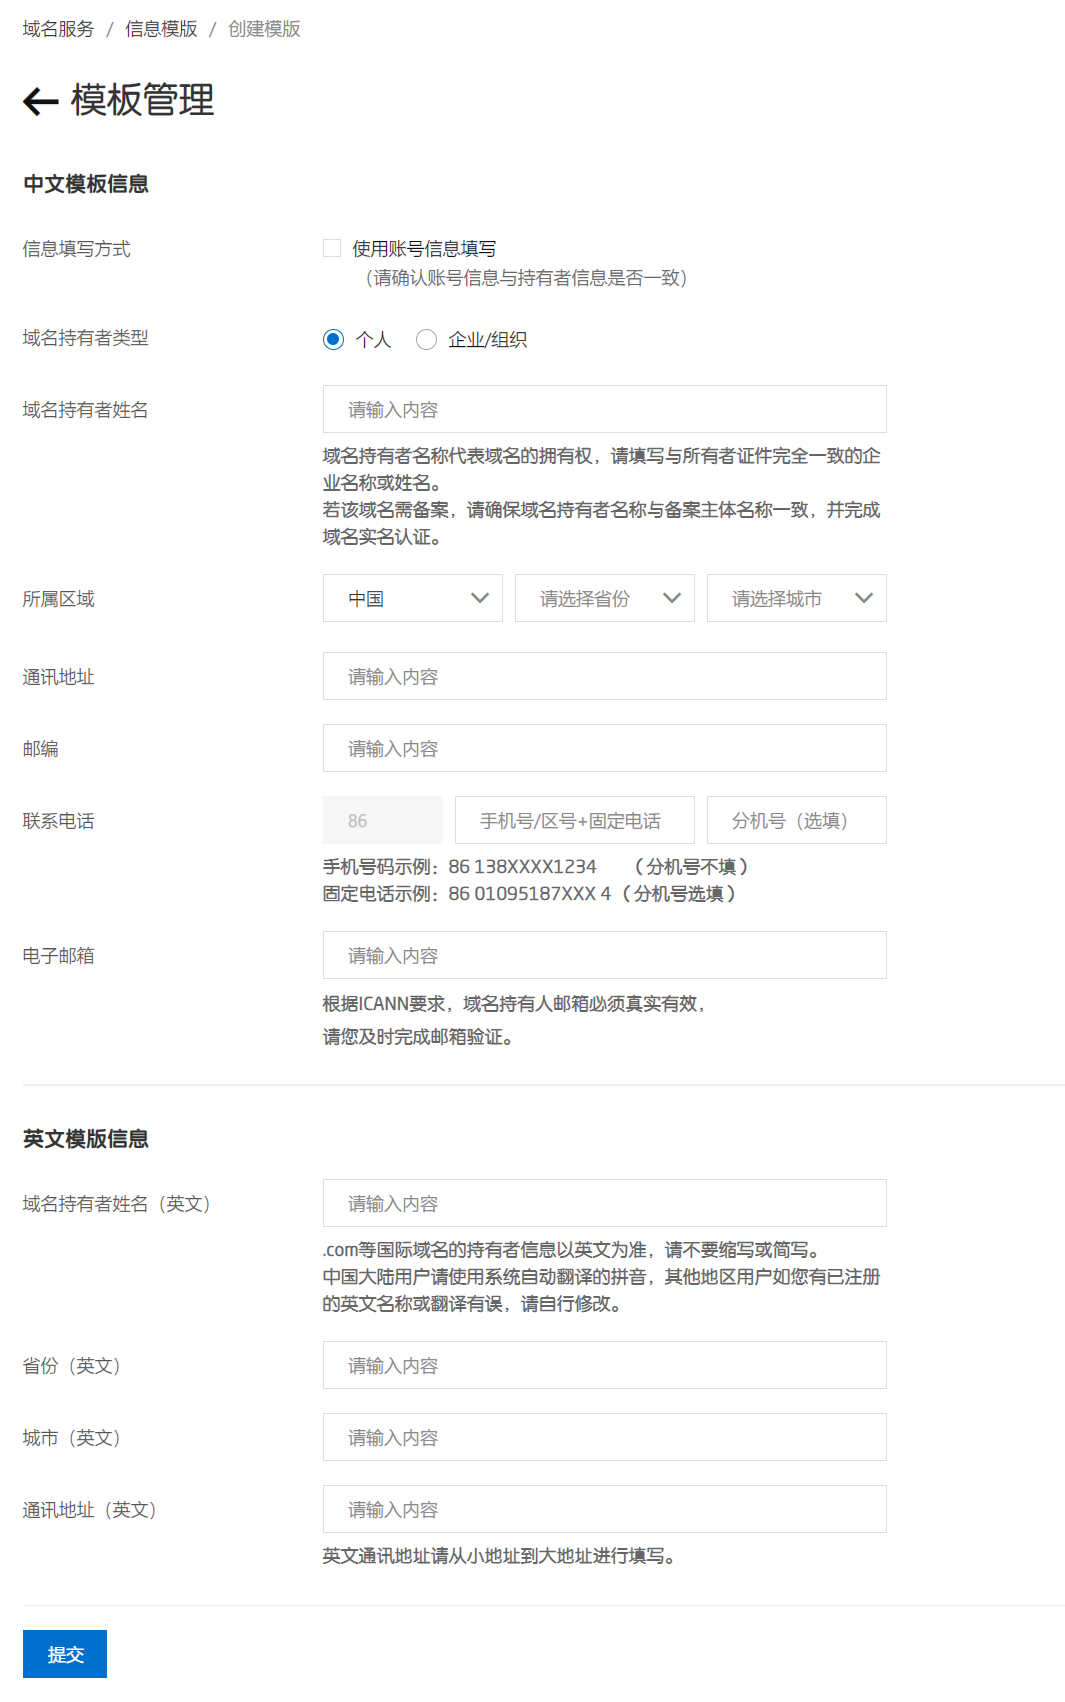 域名服务 / 信息模版 / 创建模版
模板管理
中文模板信息
信息填写方式
使用账号信息填写
（请确认账号信息与持有者信息是否一致）
域名持有者类型
个人 企业/组织
域名持有者姓名
请输入内容
域名持有者名称代表域名的拥有权，请填写与所有者证件完全一致的企
业名称或姓名。
若该域名需备案，请确保域名持有者名称与备案主体名称一致，并完成
域名实名认证。
所属区域
中国 请选择省份 请选择城市
通讯地址
请输入内容
邮编
请输入内容
联系电话
86 手机号/区号+固定电话 分机号（选填）
手机号码示例：86 138XXXX1234 （分机号不填）
固定电话示例：86 01095187XXX 4（分机号选填）
电子邮箱
请输入内容
根据ICANN要求，域名持有人邮箱必须真实有效，
请您及时完成邮箱验证。
英文模版信息
域名持有者姓名（英文）
请输入内容
.com等国际域名的持有者信息以英文为准，请不要缩写或简写。
中国大陆用户请使用系统自动翻译的拼音，其他地区用户如您有已注册
的英文名称或翻译有误，请自行修改。
省份（英文）
请输入内容
城市（英文）
请输入内容
通讯地址（英文）
请输入内容
英文通讯地址请从小地址到大地址进行填写。
提交